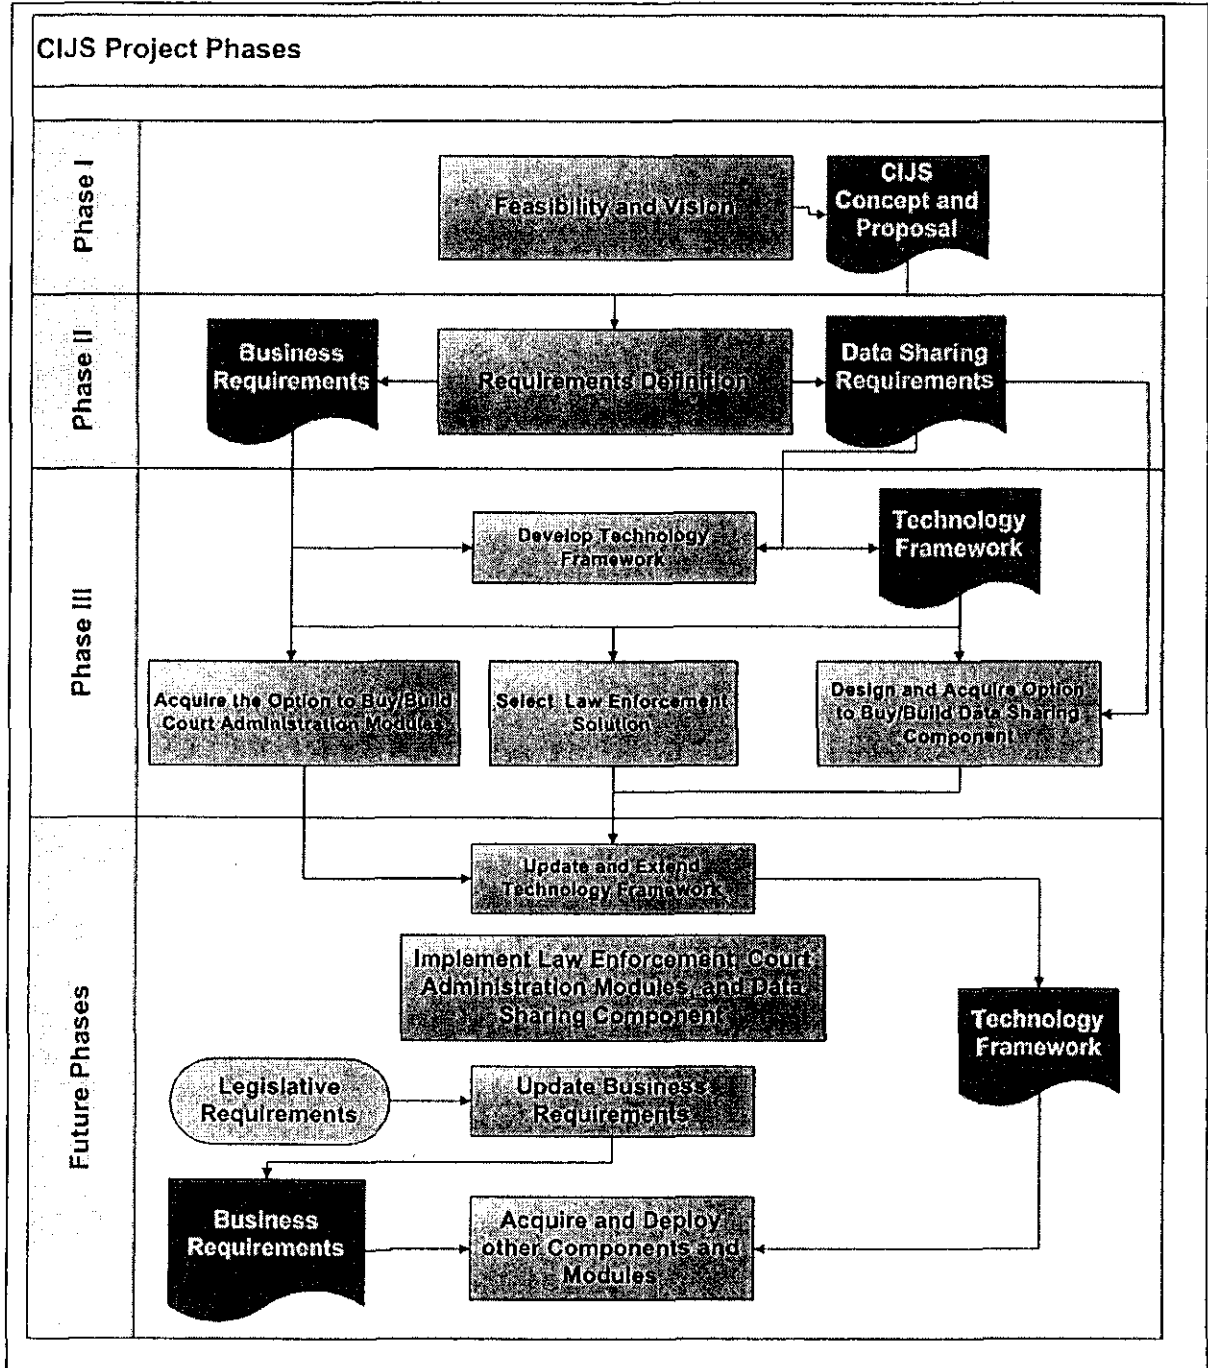 CIJS Project Phases
Phase I
Feasibility and Vision
CIJS
Concept and
Proposal
Phase II
Business
Requirements
Requirements Definition
Data Sharing
Requirements
Phase III
Develop Technology
Framework
Technology
Framework
Acquire the Option to Buy/Build
Court Administration Modules
Select Law Enforcement
Solution
Design and Acquire Option
to Buy/Build Data Sharing
Component
Future Phases
Update and Extend
Technology Framework
Implement Law Enforcement, Court
Administration Modules, and Data
Sharing Component
Technology
Framework
Legislative
Requirements
Update Business
Requirements
Business
Requirements
Acquire and Deploy
other Components and
Modules